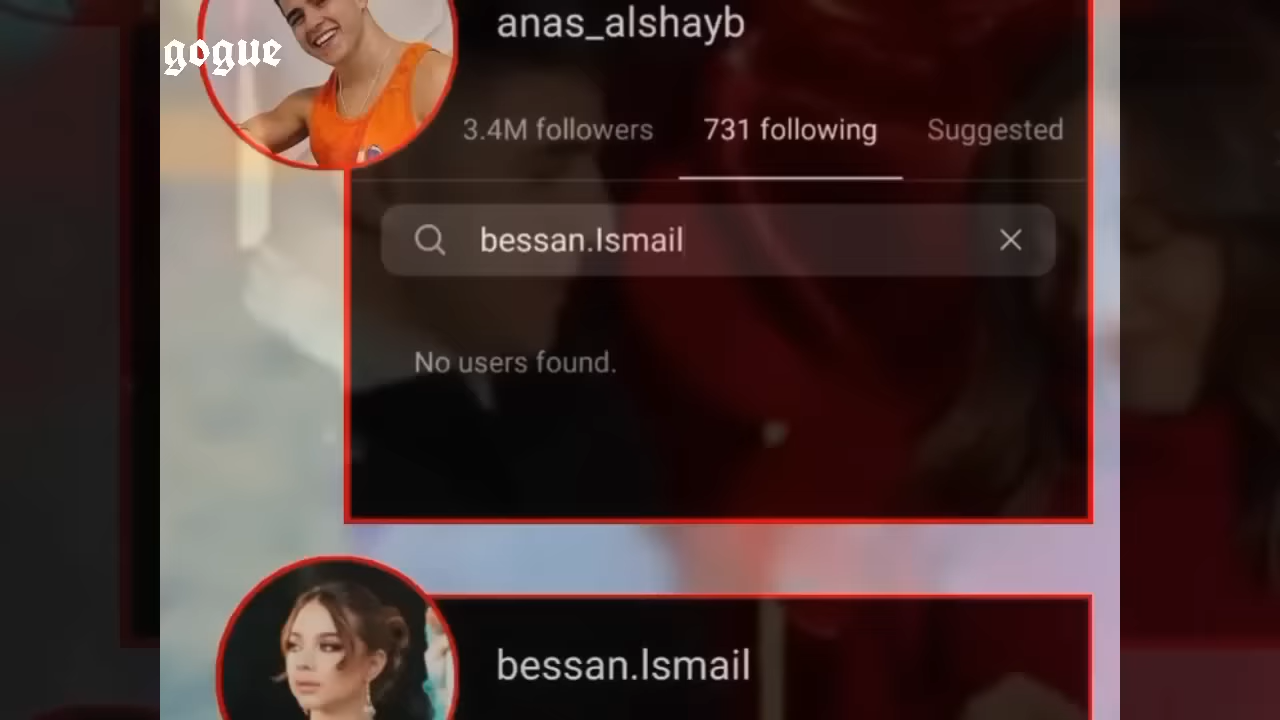 gogue
anas_alshayb
3.4M followers
731 following
Suggested
bessan.Ismail
No users found.
bessan.Ismail